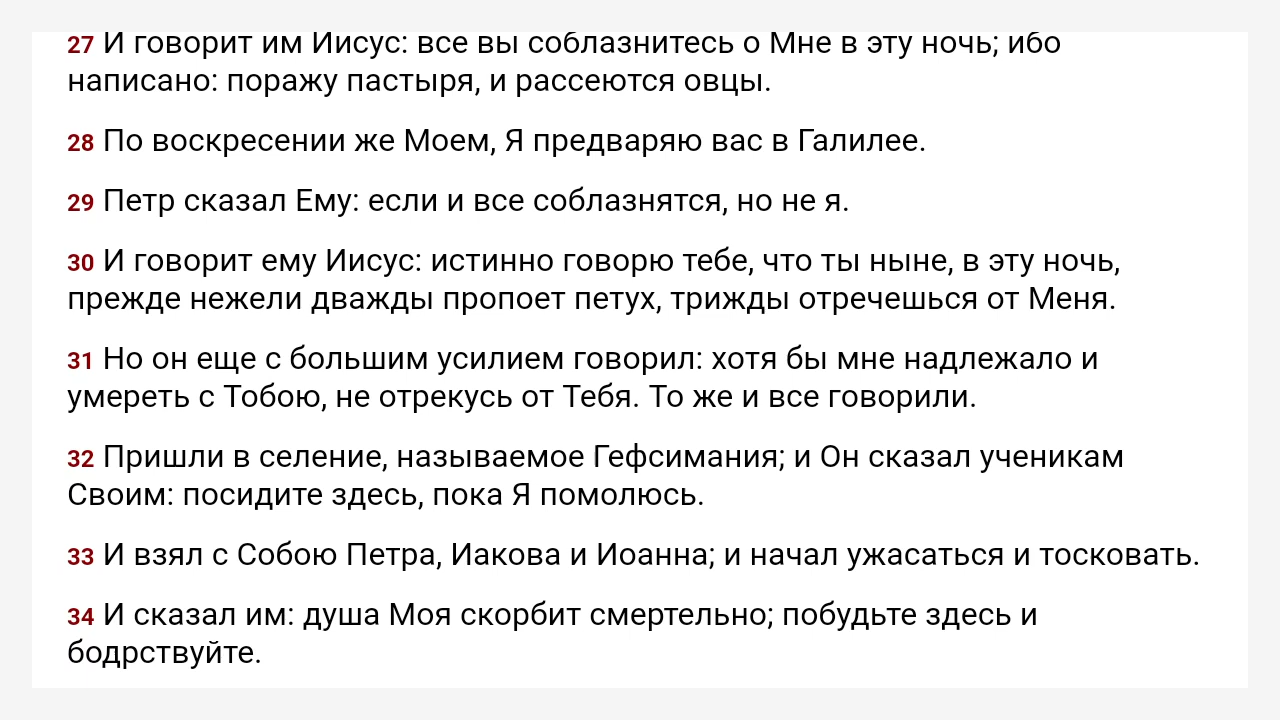 27 И говорит им Иисус: все вы соблазнитесь о Мне в эту ночь; ибо
написано: поражу пастыря, и рассеются овцы.
28 По воскресении же Моем, Я предваряю вас в Галилее.
29 Петр сказал Ему: если и все соблазнятся, но не я.
30 И говорит ему Иисус: истинно говорю тебе, что ты ныне, в эту ночь,
прежде нежели дважды пропоет петух, трижды отречешься от Меня.
31 Но он еще с большим усилием говорил: хотя бы мне надлежало и
умереть с Тобою, не отрекусь от Тебя. То же и все говорили.
32 Пришли в селение, называемое Гефсимания; и Он сказал ученикам
Своим: посидите здесь, пока Я помолюсь.
33 И взял с Собою Петра, Иакова и Иоанна; и начал ужасаться и тосковать.
34 И сказал им: душа Моя скорбит смертельно; побудьте здесь и
бодрствуйте.